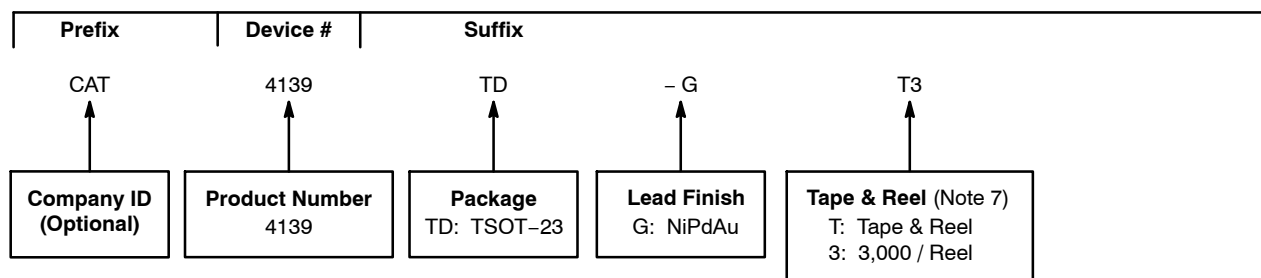 Prefix Device # Suffix
CAT 4139 TD – G T3
Company ID
(Optional)
Product Number
4139
Package
TD: TSOT−23
Lead Finish
G: NiPdAu
Tape & Reel (Note 7)
T: Tape & Reel
3: 3,000 / Reel